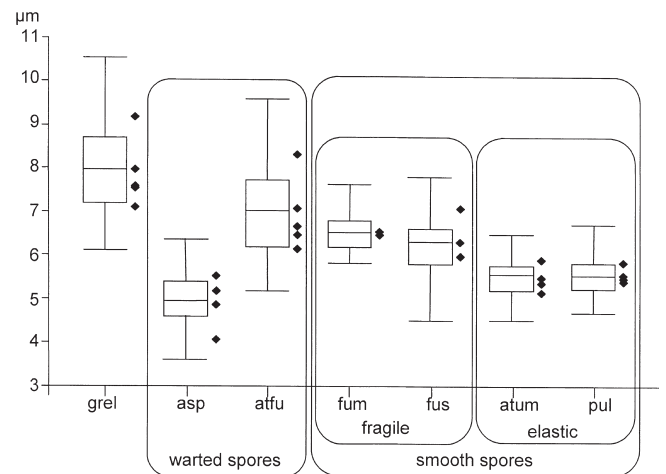 µm
11
10
9
8
7
6
5
4
3
grel asp atfu fum fus atum pul
fragile elastic
warted spores smooth spores